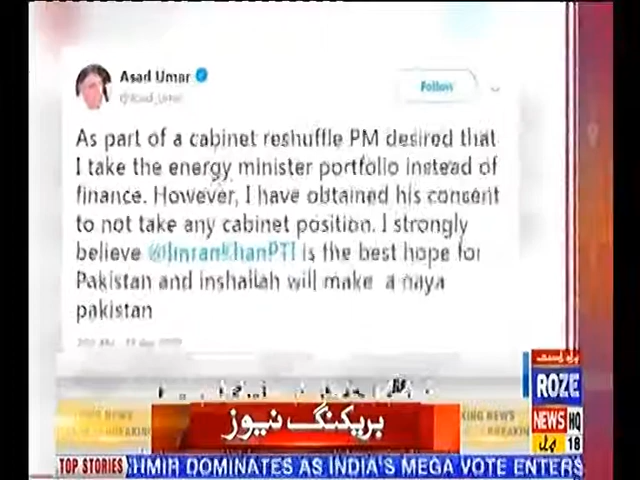 Asad Umar
Follow
As part of a cabinet reshuffle PM desired that
I take the energy minister portfolio instead of
finance. However, I have obtained his consent
to not take any cabinet position. I strongly
believe @ImranKhanPTI is the best hope for
Pakistan and inshallah will make a naya
pakistan
ROZE
NEWS HQ
18
KING NEWS
بریکنگ نیوز
TOP STORIES
HMIR DOMINATES AS INDIA'S MEGA VOTE ENTERS